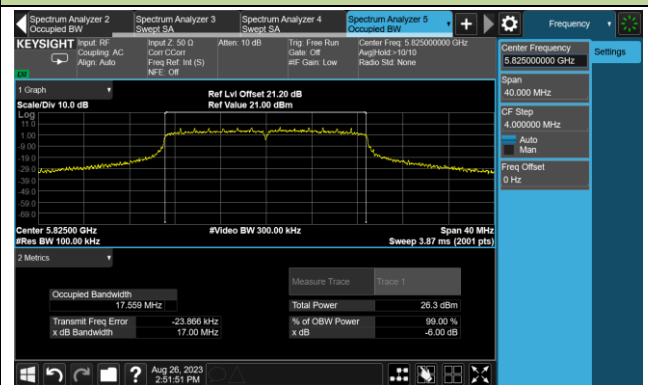 Spectrum Analyzer 2
Swept SA
Spectrum Analyzer 3
Swept SA
Spectrum Analyzer 4
Swept SA
Spectrum Analyzer 5
Occupied BW
Frequency
KEYSIGHT
Input: RF
Coupling: AC
Align: Auto
Input Z: 50 Ω
Corr CCorr
Freq Ref: Int (S)
NFE: Off
Atten: 10 dB
Trig: Free Run
Gate: Off
#IF Gain: Low
Center Freq: 5.825000000 GHz
Avg|Hold:>10/10
Radio Std: None
Center Frequency
5.825000000 GHz
Settings
Span
40.000 MHz
CF Step
4.000000 MHz
Auto
Man
Freq Offset
0 Hz
1 Graph
Scale/Div 10.0 dB
Ref Lvl Offset 21.20 dB
Ref Value 21.00 dBm
Log
11.0
1.00
-9.00
-19.0
-29.0
-39.0
-49.0
-59.0
-69.0
Center 5.82500 GHz
#Video BW 300.00 kHz
Span 40 MHz
#Res BW 100.00 kHz
Sweep 3.87 ms (2001 pts)
2 Metrics
Measure Trace
Trace 1
Occupied Bandwidth
17.559 MHz
Total Power
26.3 dBm
Transmit Freq Error
-23.866 kHz
% of OBW Power
99.00 %
x dB Bandwidth
17.00 MHz
x dB
-6.00 dB
Aug 26, 2023
2:51:51 PM